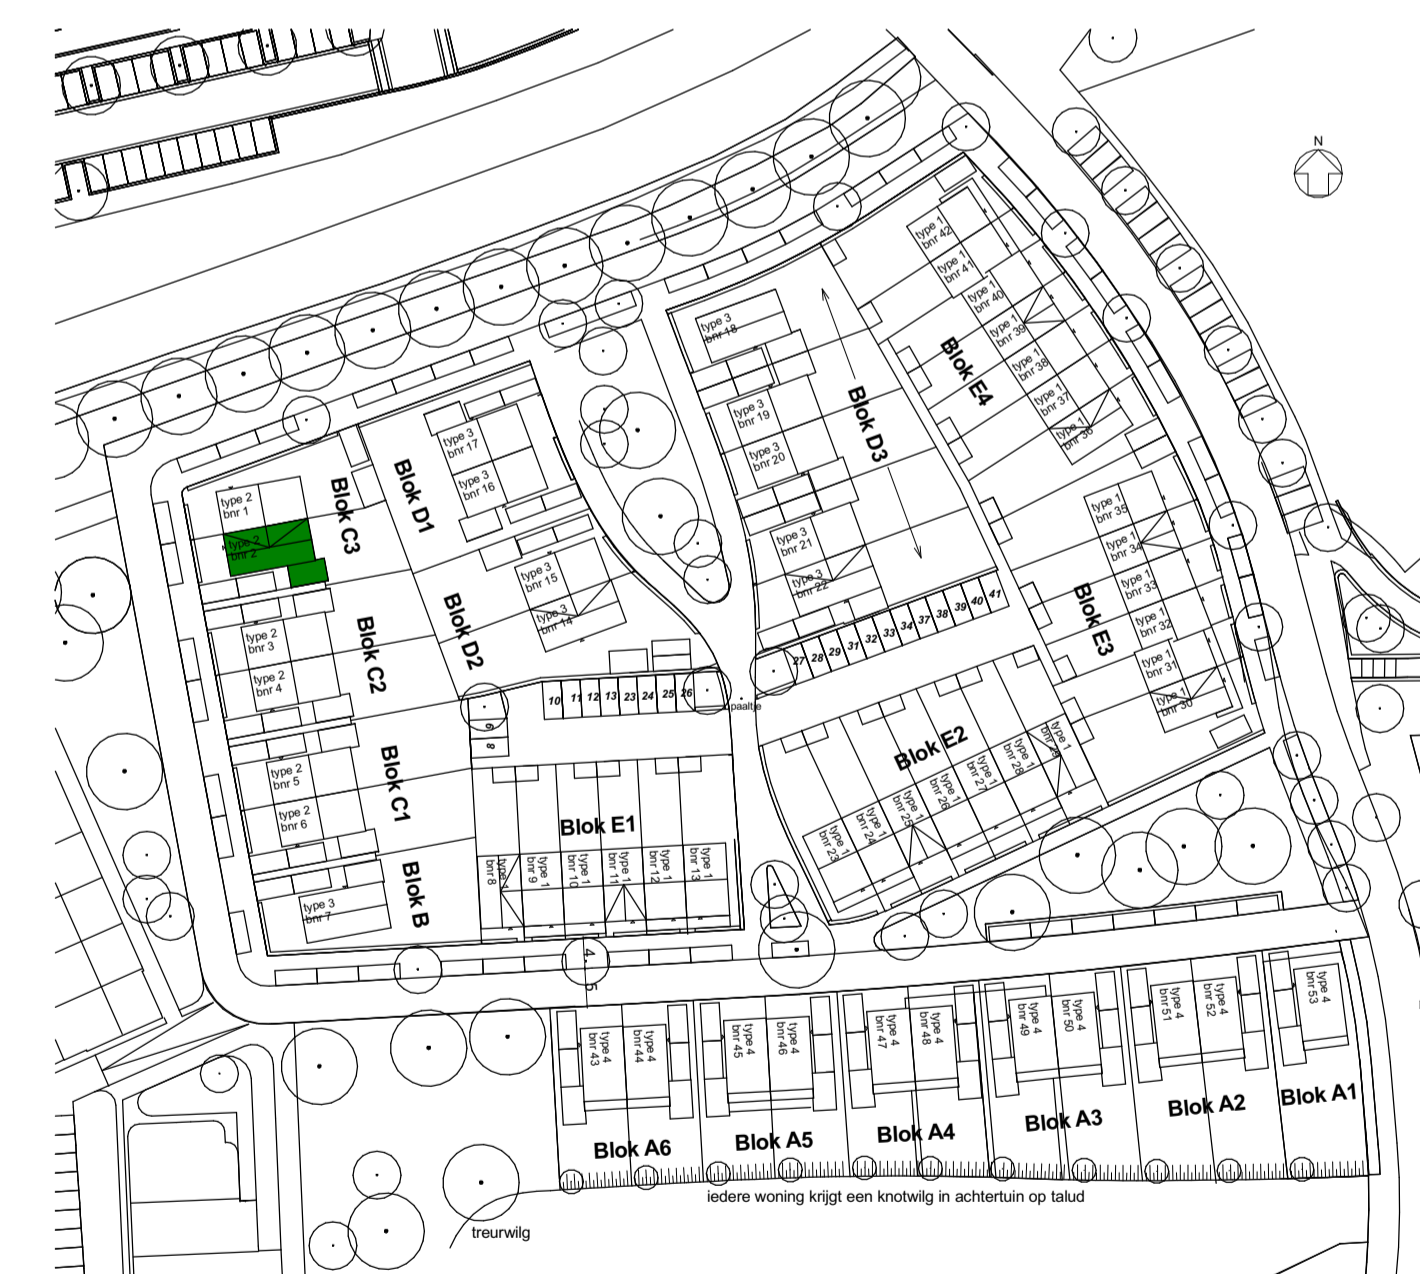 N
type 1
bnr 42
type 1
bnr 41
type 1
bnr 40
type 1
bnr 39
type 1
bnr 38
type 1
bnr 37
type 1
bnr 36
Blok E4
type 3
bnr 18
type 3
bnr 19
type 3
bnr 20
type 3
bnr 21
type 3
bnr 22
Blok D3
type 3
bnr 17
type 3
bnr 16
Blok D1
type 2
bnr 1
type 2
bnr 2
Blok C3
type 3
bnr 15
type 3
bnr 14
Blok D2
type 2
bnr 3
type 2
bnr 4
Blok C2
type 1
bnr 35
type 1
bnr 34
type 1
bnr 33
type 1
bnr 32
type 1
bnr 31
type 1
bnr 30
Blok E3
27 28 29 31 32 33 34 37 38 39 40 41
10 11 12 13 23 24 25 26
paaltje
6
8
type 2
bnr 5
type 2
bnr 6
Blok C1
type 3
bnr 7
Blok B
Blok E1
type 1
bnr 8
type 1
bnr 9
type 1
bnr 10
type 1
bnr 11
type 1
bnr 12
type 1
bnr 13
Blok E2
type 1
bnr 23
type 1
bnr 24
type 1
bnr 25
type 1
bnr 26
type 1
bnr 27
type 1
bnr 28
type 1
bnr 29
4.
5
type 4
bnr 43
type 4
bnr 44
type 4
bnr 45
type 4
bnr 46
type 4
bnr 47
type 4
bnr 48
type 4
bnr 49
type 4
bnr 50
type 4
bnr 51
type 4
bnr 52
type 4
bnr 53
Blok A6
Blok A5
Blok A4
Blok A3
Blok A2
Blok A1
iedere woning krijgt een knotwilg in achtertuin op talud
treurwilg